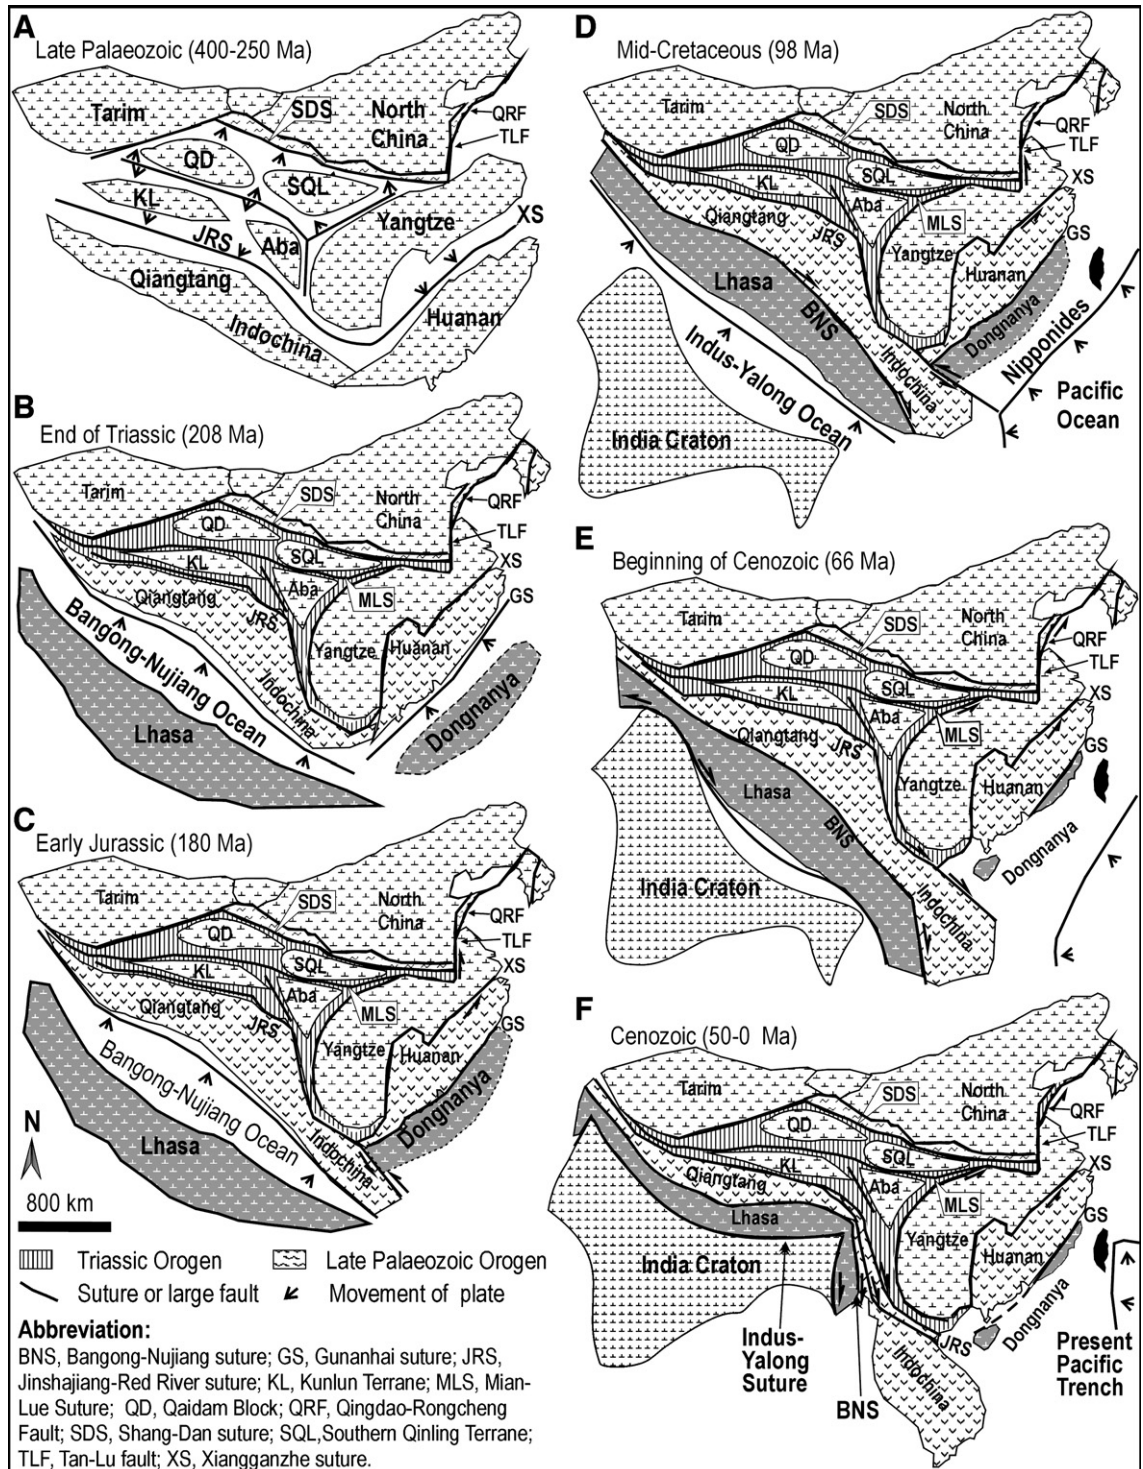 A
Late Palaeozoic (400-250 Ma)
Tarim
North
China
SDS
QRF
TLF
QD
SQL
KL
Yangtze
XS
JRS
Aba
Qiangtang
Huanan
Indochina
B
End of Triassic (208 Ma)
Tarim
SDS
North
China
QRF
QD
TLF
SQL
XS
KL
Aba
Qiangtang
MLS
GS
JRS
Yangtze
Huanan
Bangong-Nujiang Ocean
Indochina
Dongnanya
Lhasa
C
Early Jurassic (180 Ma)
Tarim
SDS
North
China
QRF
QD
TLF
SQL
XS
KL
Aba
Qiangtang
MLS
GS
JRS
Yangtze
Huanan
Bangong-Nujiang Ocean
Dongnanya
Indochina
Lhasa
N
800 km
Triassic Orogen
Late Palaeozoic Orogen
Suture or large fault
Movement of plate
Abbreviation:
BNS, Bangong-Nujiang suture; GS, Gunanhai suture; JRS,
Jinshajiang-Red River suture; KL, Kunlun Terrane; MLS, Mian-
Lue Suture; QD, Qaidam Block; QRF, Qingdao-Rongcheng
Fault; SDS, Shang-Dan suture; SQL,Southern Qinling Terrane;
TLF, Tan-Lu fault; XS, Xiangganzhe suture.
D
Mid-Cretaceous (98 Ma)
Tarim
SDS
North
China
QRF
TLF
QD
SQL
XS
KL
Aba
Qiangtang
MLS
JRS
GS
Yangtze
Huanan
Lhasa
BNS
Dongnanya
Indochina
Nipponides
Indus-Yalong Ocean
Pacific
Ocean
India Craton
E
Beginning of Cenozoic (66 Ma)
Tarim
SDS
North
China
QRF
TLF
QD
SQL
XS
KL
Aba
Qiangtang
JRS
MLS
GS
Yangtze
Huanan
Lhasa
BNS
Dongnanya
India Craton
Indochina
F
Cenozoic (50-0 Ma)
Tarim
SDS
North
China
QRF
TLF
QD
SQL
XS
KL
Aba
Qiangtang
MLS
GS
Lhasa
Yangtze
Huanan
India Craton
Dongnanya
JRS
Indus-
Yalong
Suture
BNS
Indochina
Present
Pacific
Trench